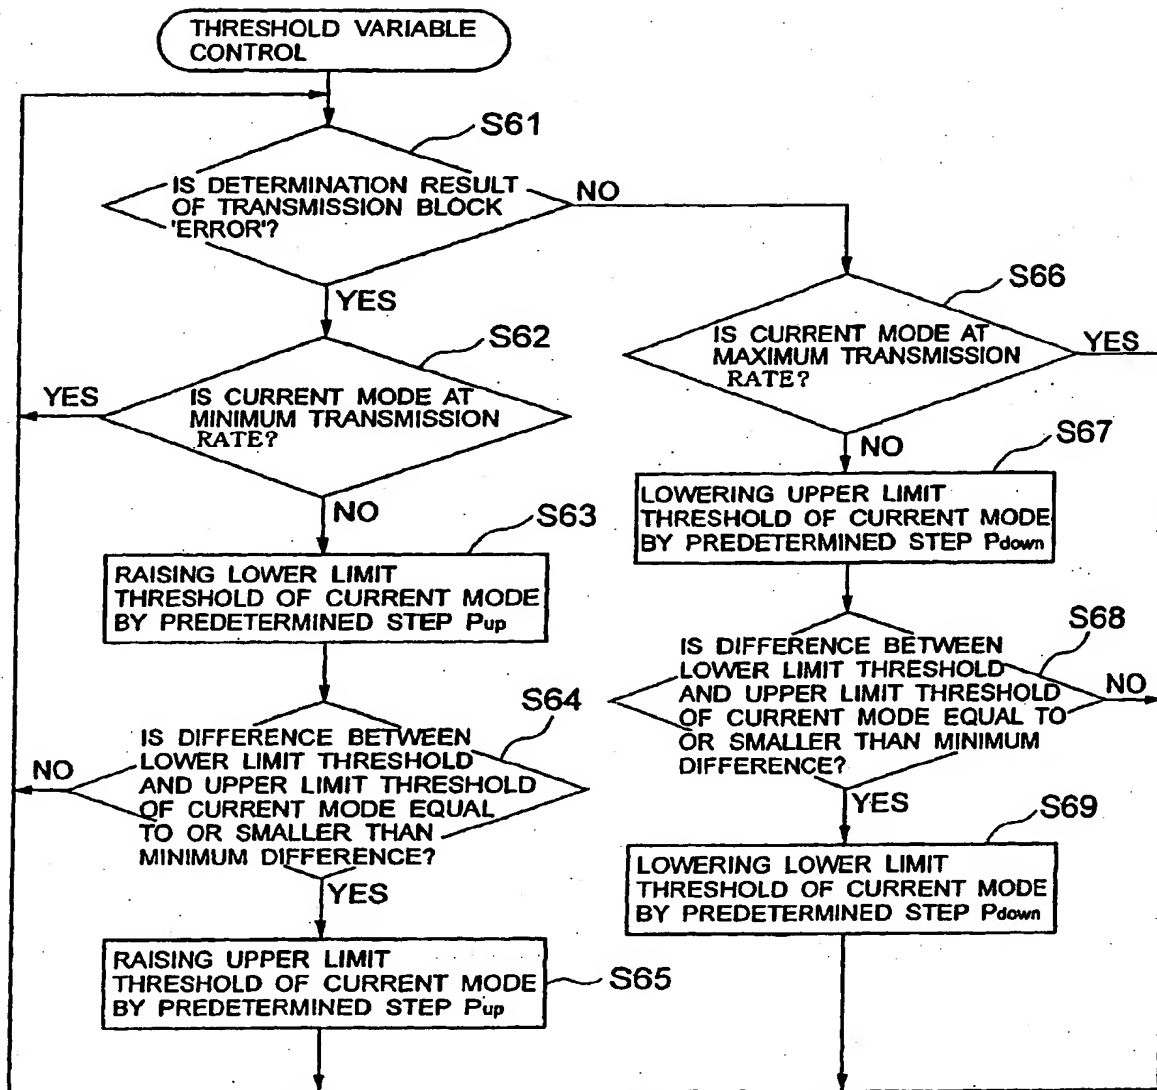 THRESHOLD VARIABLE
CONTROL
S61
IS DETERMINATION RESULT
OF TRANSMISSION BLOCK
'ERROR'?
NO
YES
S62
IS CURRENT MODE AT
MINIMUM TRANSMISSION
RATE?
YES
NO
S63
RAISING LOWER LIMIT
THRESHOLD OF CURRENT MODE
BY PREDETERMINED STEP Pup
S64
IS DIFFERENCE BETWEEN
LOWER LIMIT THRESHOLD
AND UPPER LIMIT THRESHOLD
OF CURRENT MODE EQUAL
TO OR SMALLER THAN
MINIMUM DIFFERENCE?
NO
YES
RAISING UPPER LIMIT
THRESHOLD OF CURRENT MODE
BY PREDETERMINED STEP Pup
S65
S66
IS CURRENT MODE AT
MAXIMUM TRANSMISSION
RATE?
YES
NO
S67
LOWERING UPPER LIMIT
THRESHOLD OF CURRENT MODE
BY PREDETERMINED STEP Pdown
S68
IS DIFFERENCE BETWEEN
LOWER LIMIT THRESHOLD
AND UPPER LIMIT THRESHOLD
OF CURRENT MODE EQUAL TO
OR SMALLER THAN MINIMUM
DIFFERENCE?
NO
YES
S69
LOWERING LOWER LIMIT
THRESHOLD OF CURRENT MODE
BY PREDETERMINED STEP Pdown